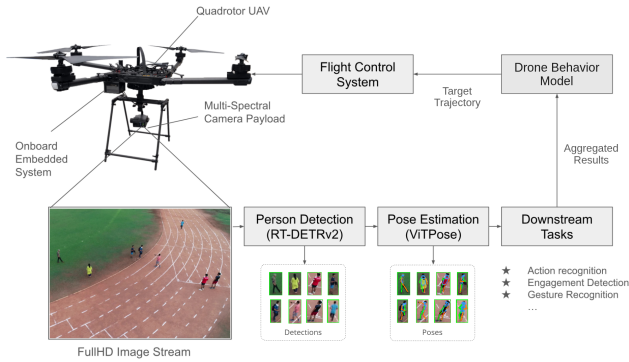 Quadrotor UAV
Flight Control
System
Drone Behavior
Model
Target
Trajectory
Multi-Spectral
Camera Payload
Onboard
Embedded
System
Aggregated
Results
Person Detection
(RT-DETRv2)
Pose Estimation
(ViTPose)
Downstream
Tasks
★ Action recognition
★ Engagement Detection
★ Gesture Recognition
...
Detections
Poses
FullHD Image Stream